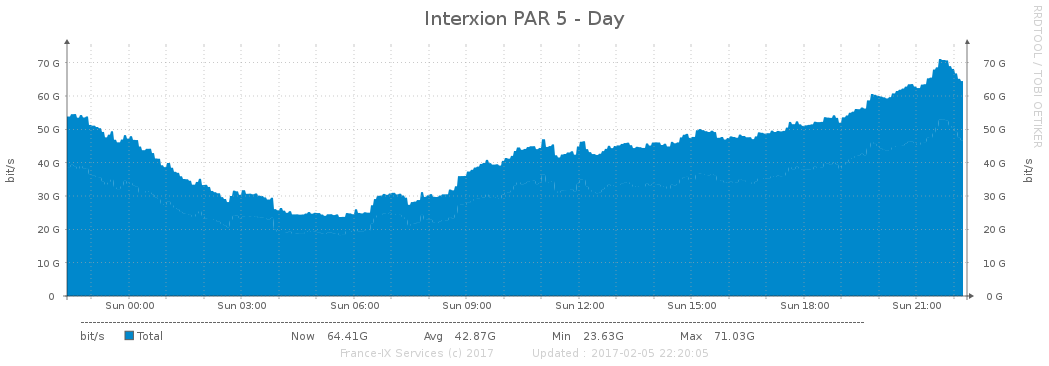 Interxion PAR 5 - Day
RRDTOOL / TOBI OETIKER
bit/s
70 G 70 G
60 G 60 G
50 G 50 G
40 G 40 G
30 G 30 G
20 G 20 G
10 G 10 G
0 0 G
bit/s
Sun 00:00 Sun 03:00 Sun 06:00 Sun 09:00 Sun 12:00 Sun 15:00 Sun 18:00 Sun 21:00
bit/s Total Now 64.41G Avg 42.87G Min 23.63G Max 71.03G
France-IX Services (c) 2017 Updated : 2017-02-05 22:20:05